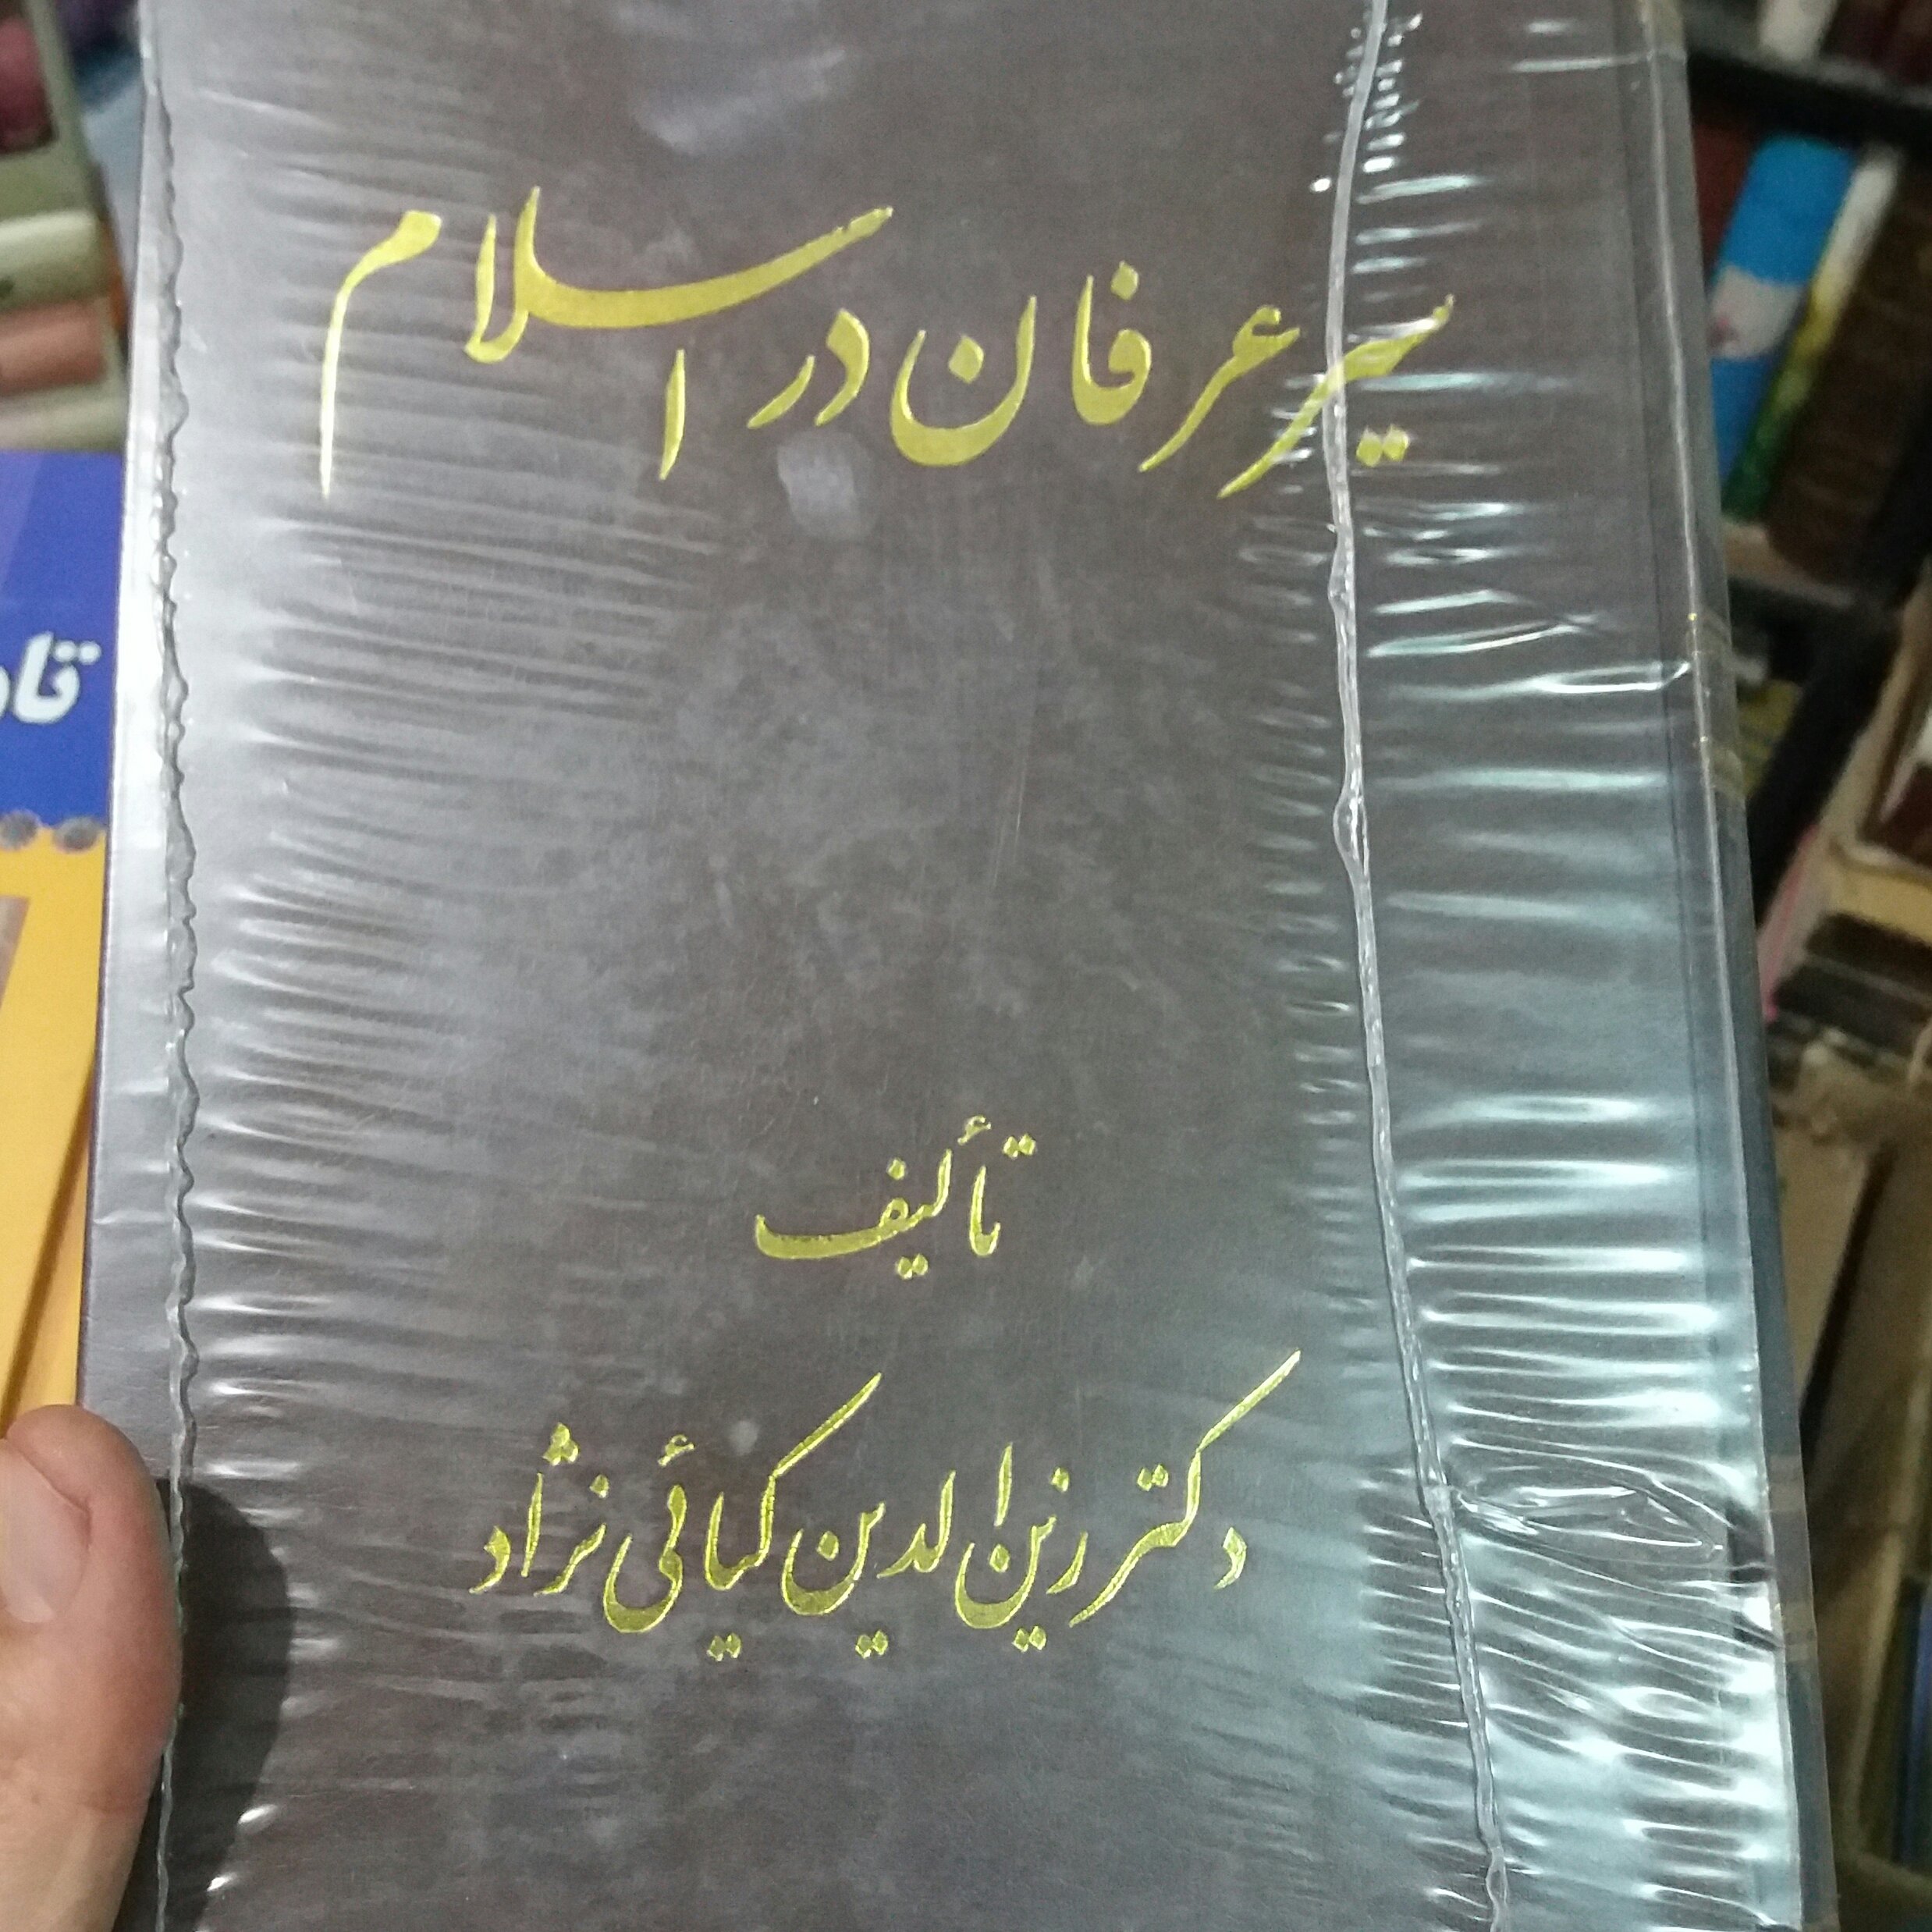 سیر عرفان در اسلام
تألیف
دکتر زین الدین کیائی نژاد